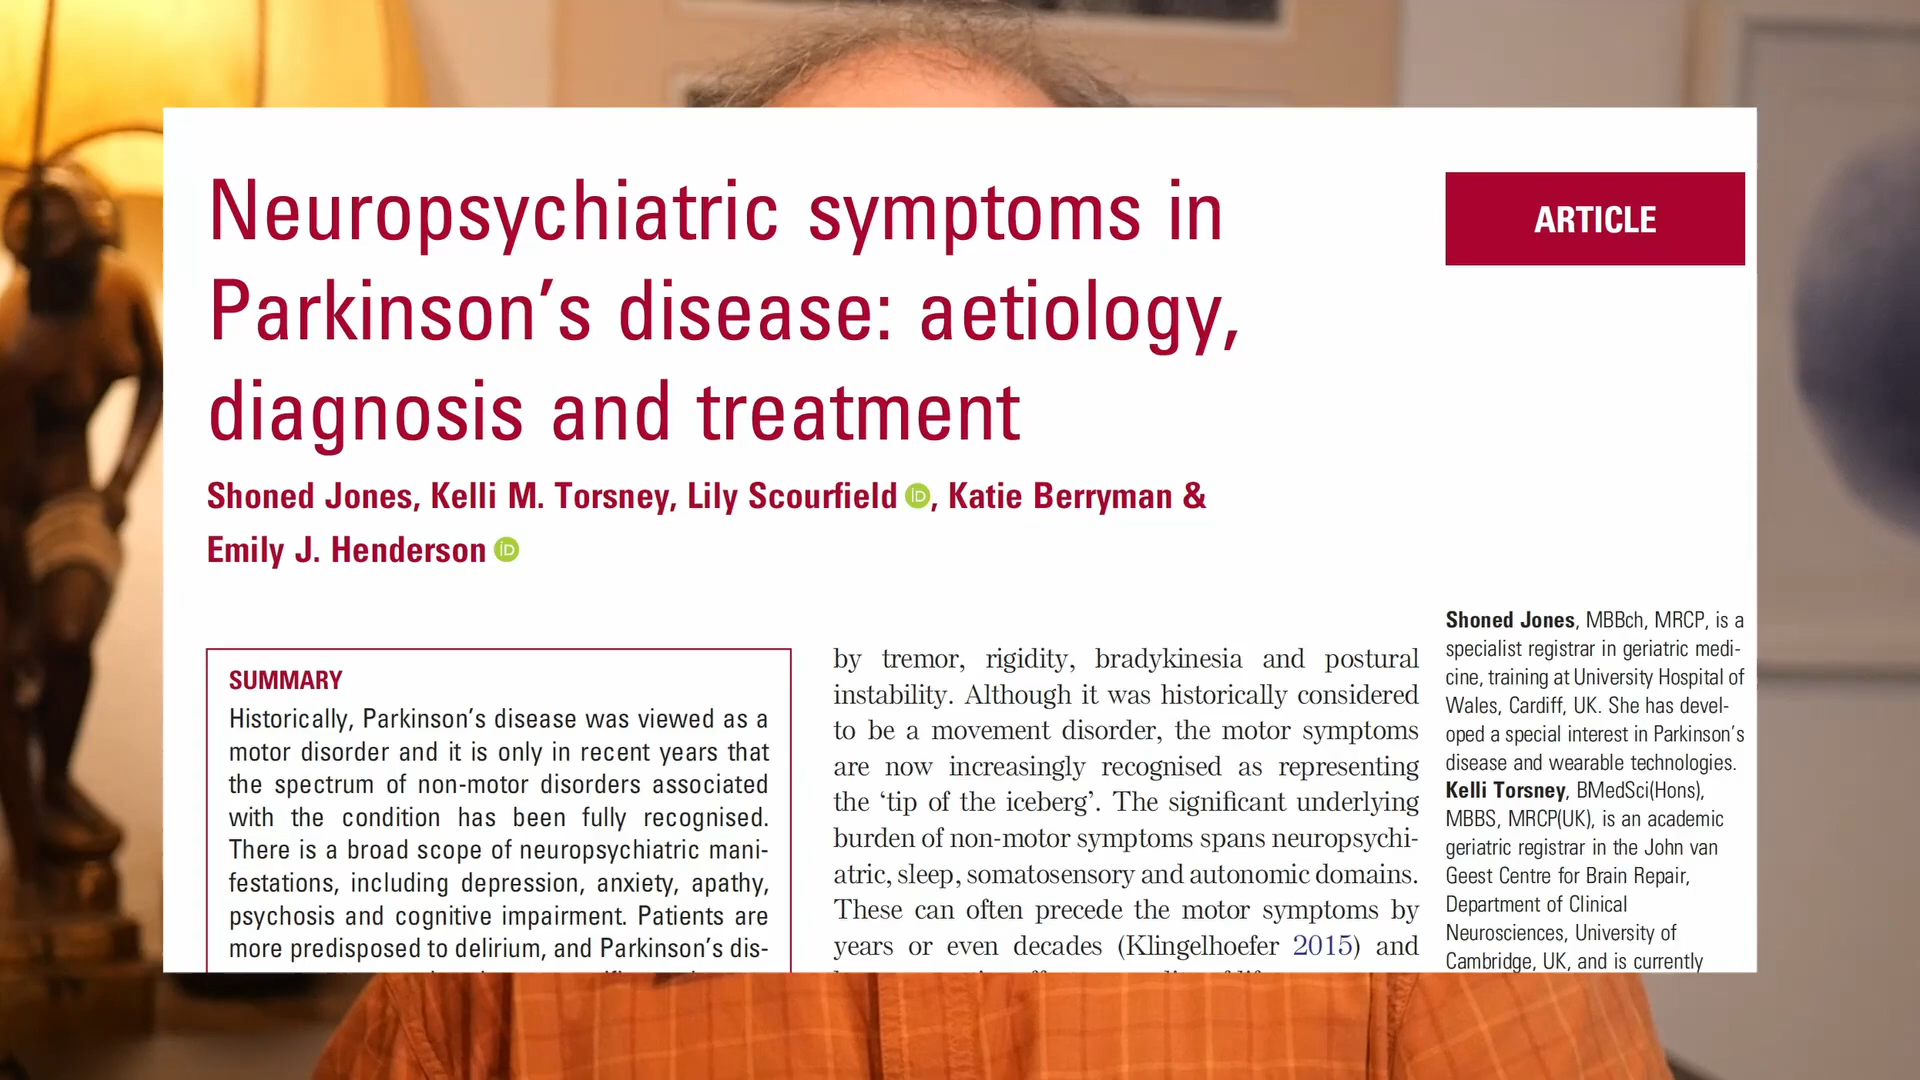 Neuropsychiatric symptoms in
Parkinson’s disease: aetiology,
diagnosis and treatment
ARTICLE
Shoned Jones, Kelli M. Torsney, Lily Scourfield iD, Katie Berryman &
Emily J. Henderson iD
SUMMARY
Historically, Parkinson’s disease was viewed as a
motor disorder and it is only in recent years that
the spectrum of non-motor disorders associated
with the condition has been fully recognised.
There is a broad scope of neuropsychiatric mani-
festations, including depression, anxiety, apathy,
psychosis and cognitive impairment. Patients are
more predisposed to delirium, and Parkinson’s dis-
by tremor, rigidity, bradykinesia and postural
instability. Although it was historically considered
to be a movement disorder, the motor symptoms
are now increasingly recognised as representing
the ‘tip of the iceberg’. The significant underlying
burden of non-motor symptoms spans neuropsychi-
atric, sleep, somatosensory and autonomic domains.
These can often precede the motor symptoms by
years or even decades (Klingelhoefer 2015) and
Shoned Jones, MBBch, MRCP, is a
specialist registrar in geriatric medi-
cine, training at University Hospital of
Wales, Cardiff, UK. She has devel-
oped a special interest in Parkinson’s
disease and wearable technologies.
Kelli Torsney, BMedSci(Hons),
MBBS, MRCP(UK), is an academic
geriatric registrar in the John van
Geest Centre for Brain Repair,
Department of Clinical
Neurosciences, University of
Cambridge, UK, and is currently